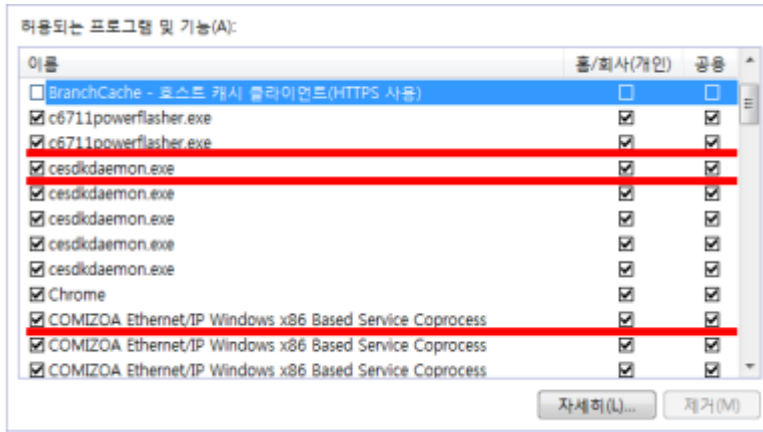 허용되는 프로그램 및 기능(A):
이름 홈/회사(개인) 공용
BranchCache - 호스트 캐시 클라이언트(HTTPS 사용)
c6711powerflasher.exe
c6711powerflasher.exe
cesdkdaemon.exe
cesdkdaemon.exe
cesdkdaemon.exe
cesdkdaemon.exe
cesdkdaemon.exe
Chrome
COMIZOA Ethernet/IP Windows x86 Based Service Coprocess
COMIZOA Ethernet/IP Windows x86 Based Service Coprocess
COMIZOA Ethernet/IP Windows x86 Based Service Coprocess
자세히(L)... 제거(M)